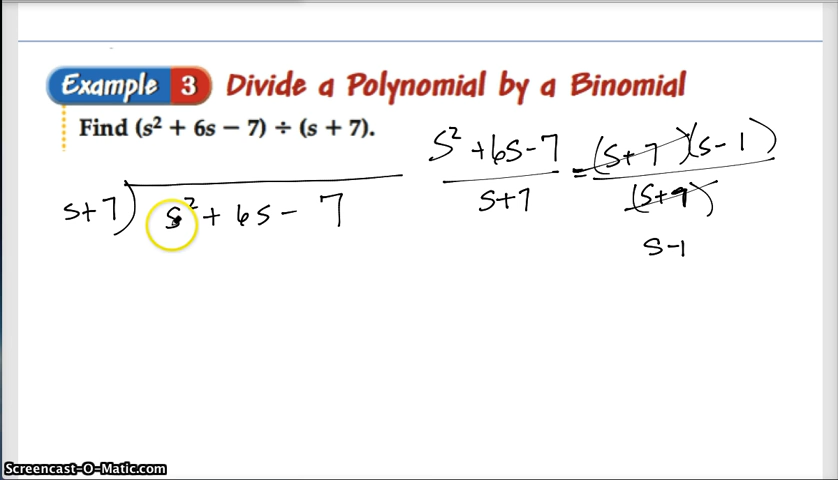 Example 3 Divide a Polynomial by a Binomial
Find (s² + 6s − 7) ÷ (s + 7).
s² + 6s - 7 = (s + 7)(s - 1)
s+7 (s+7)
s+7) s² + 6s - 7
s-1
Screencast-O-Matic.com